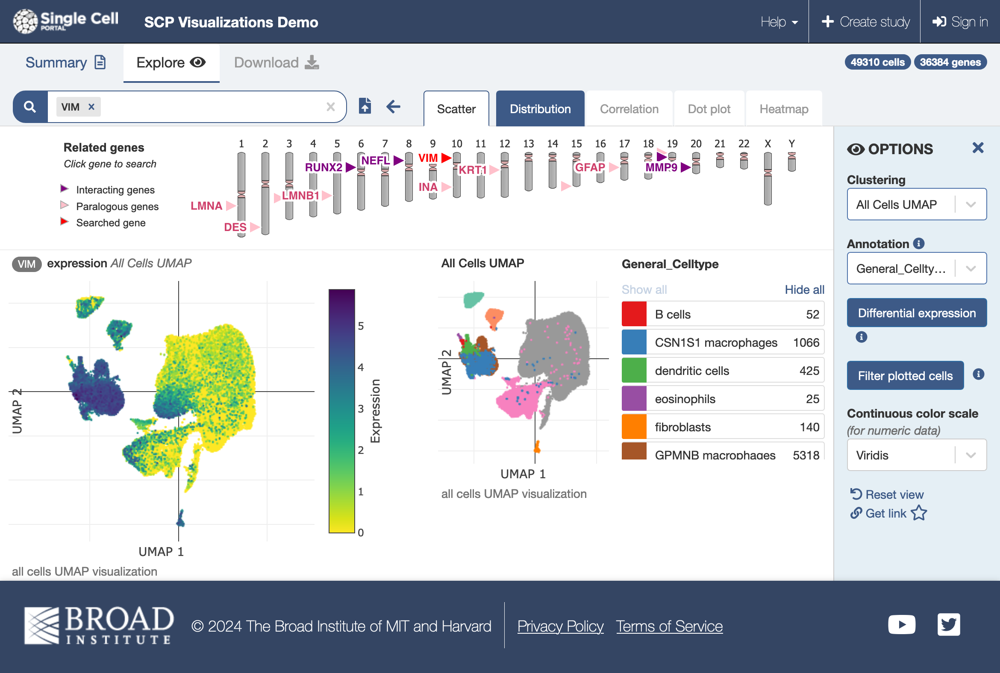 Single Cell
PORTAL
SCP Visualizations Demo
Help
Create study
Sign in
Summary
Explore
Download
49310 cells
36384 genes
VIM ×
×
Scatter
Distribution
Correlation
Dot plot
Heatmap
Related genes
Click gene to search
Interacting genes
Paralogous genes
Searched gene
1 2 3 4 5 6 7 8 9 10 11 12 13 14 15 16 17 18 19 20 21 22 X Y
VIM
NEFL
RUNX2
KRT1
GFAP
MMP9
INA
LMNB1
LMNA
DES
VIM expression All Cells UMAP
UMAP 2
UMAP 1
5
4
3
2
1
0
Expression
all cells UMAP visualization
All Cells UMAP
UMAP 2
UMAP 1
all cells UMAP visualization
General_Celltype
Show all
Hide all
B cells 52
CSN1S1 macrophages 1066
dendritic cells 425
eosinophils 25
fibroblasts 140
GPMNB macrophages 5318
OPTIONS
Clustering
All Cells UMAP
Annotation
General_Cellty...
Differential expression
Filter plotted cells
Continuous color scale
(for numeric data)
Viridis
Reset view
Get link
BROAD
INSTITUTE
© 2024 The Broad Institute of MIT and Harvard
Privacy Policy
Terms of Service